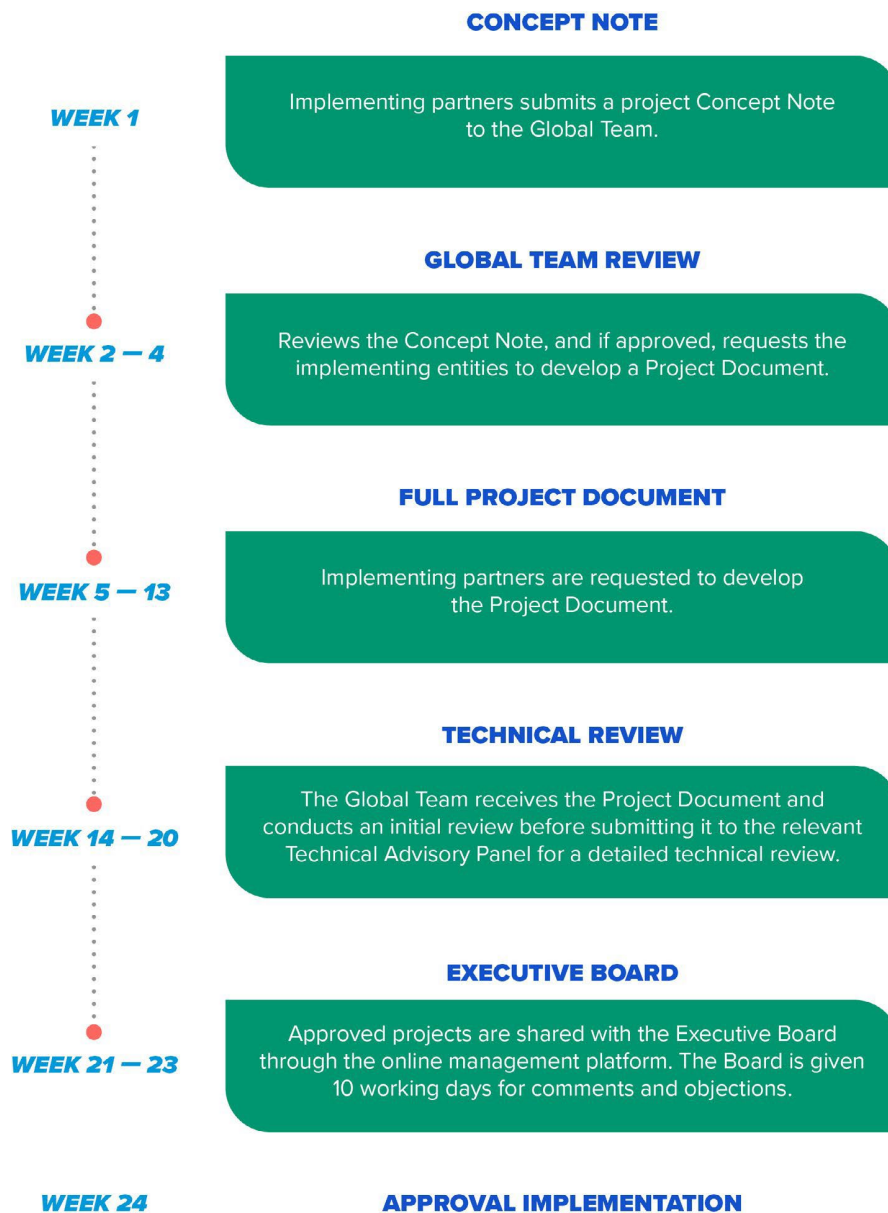 CONCEPT NOTE
WEEK 1
Implementing partners submits a project Concept Note
to the Global Team.
GLOBAL TEAM REVIEW
WEEK 2 — 4
Reviews the Concept Note, and if approved, requests the
implementing entities to develop a Project Document.
FULL PROJECT DOCUMENT
WEEK 5 — 13
Implementing partners are requested to develop
the Project Document.
TECHNICAL REVIEW
WEEK 14 — 20
The Global Team receives the Project Document and
conducts an initial review before submitting it to the relevant
Technical Advisory Panel for a detailed technical review.
EXECUTIVE BOARD
WEEK 21 — 23
Approved projects are shared with the Executive Board
through the online management platform. The Board is given
10 working days for comments and objections.
WEEK 24
APPROVAL IMPLEMENTATION